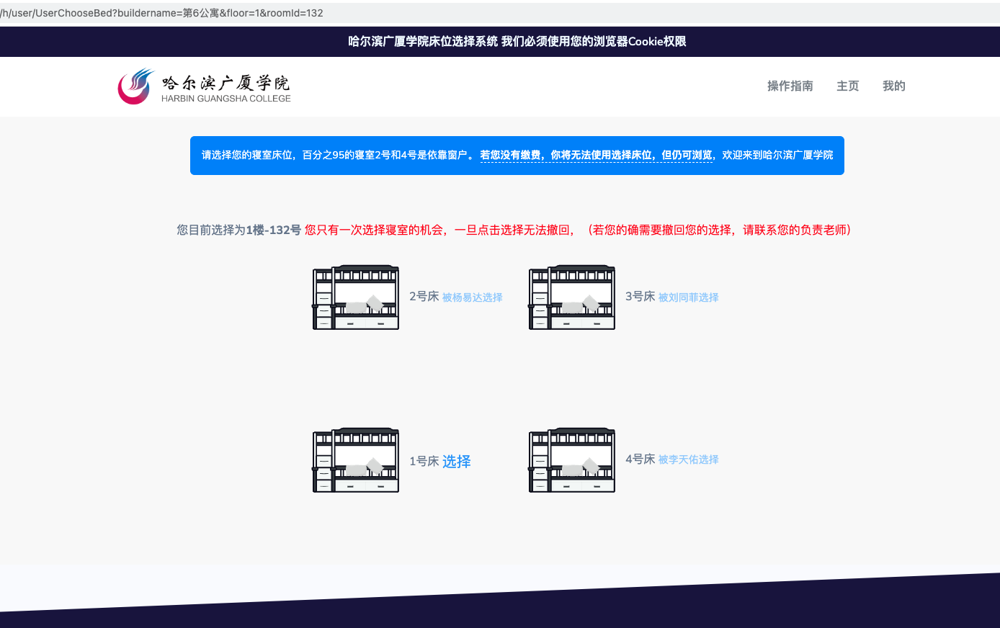 /h/user/UserChooseBed?buildername=第6公寓&floor=1&roomId=132
哈尔滨广厦学院床位选择系统 我们必须使用您的浏览器Cookie权限
哈尔滨广厦学院
HARBIN GUANGSHA COLLEGE
操作指南 主页 我的
请选择您的寝室床位，百分之95的寝室2号和4号是依靠窗户。 若您没有缴费，你将无法使用选择床位，但仍可浏览，欢迎来到哈尔滨广厦学院
您目前选择为1楼-132号 您只有一次选择寝室的机会，一旦点击选择无法撤回，（若您的确需要撤回您的选择，请联系您的负责老师）
2号床 被杨易达选择
3号床 被刘同菲选择
1号床 选择
4号床 被李天佑选择